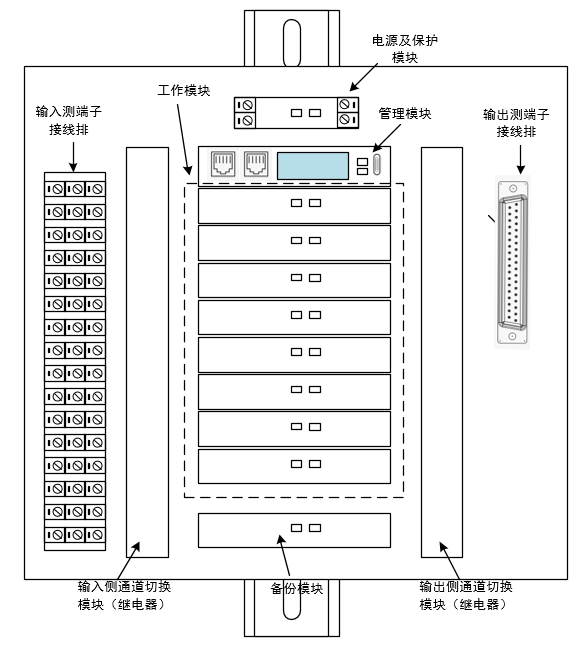 电源及保护
模块
工作模块
输入测端子
接线排
管理模块
输出测端子
接线排
输入侧通道切换
模块（继电器）
备份模块
输出侧通道切换
模块（继电器）